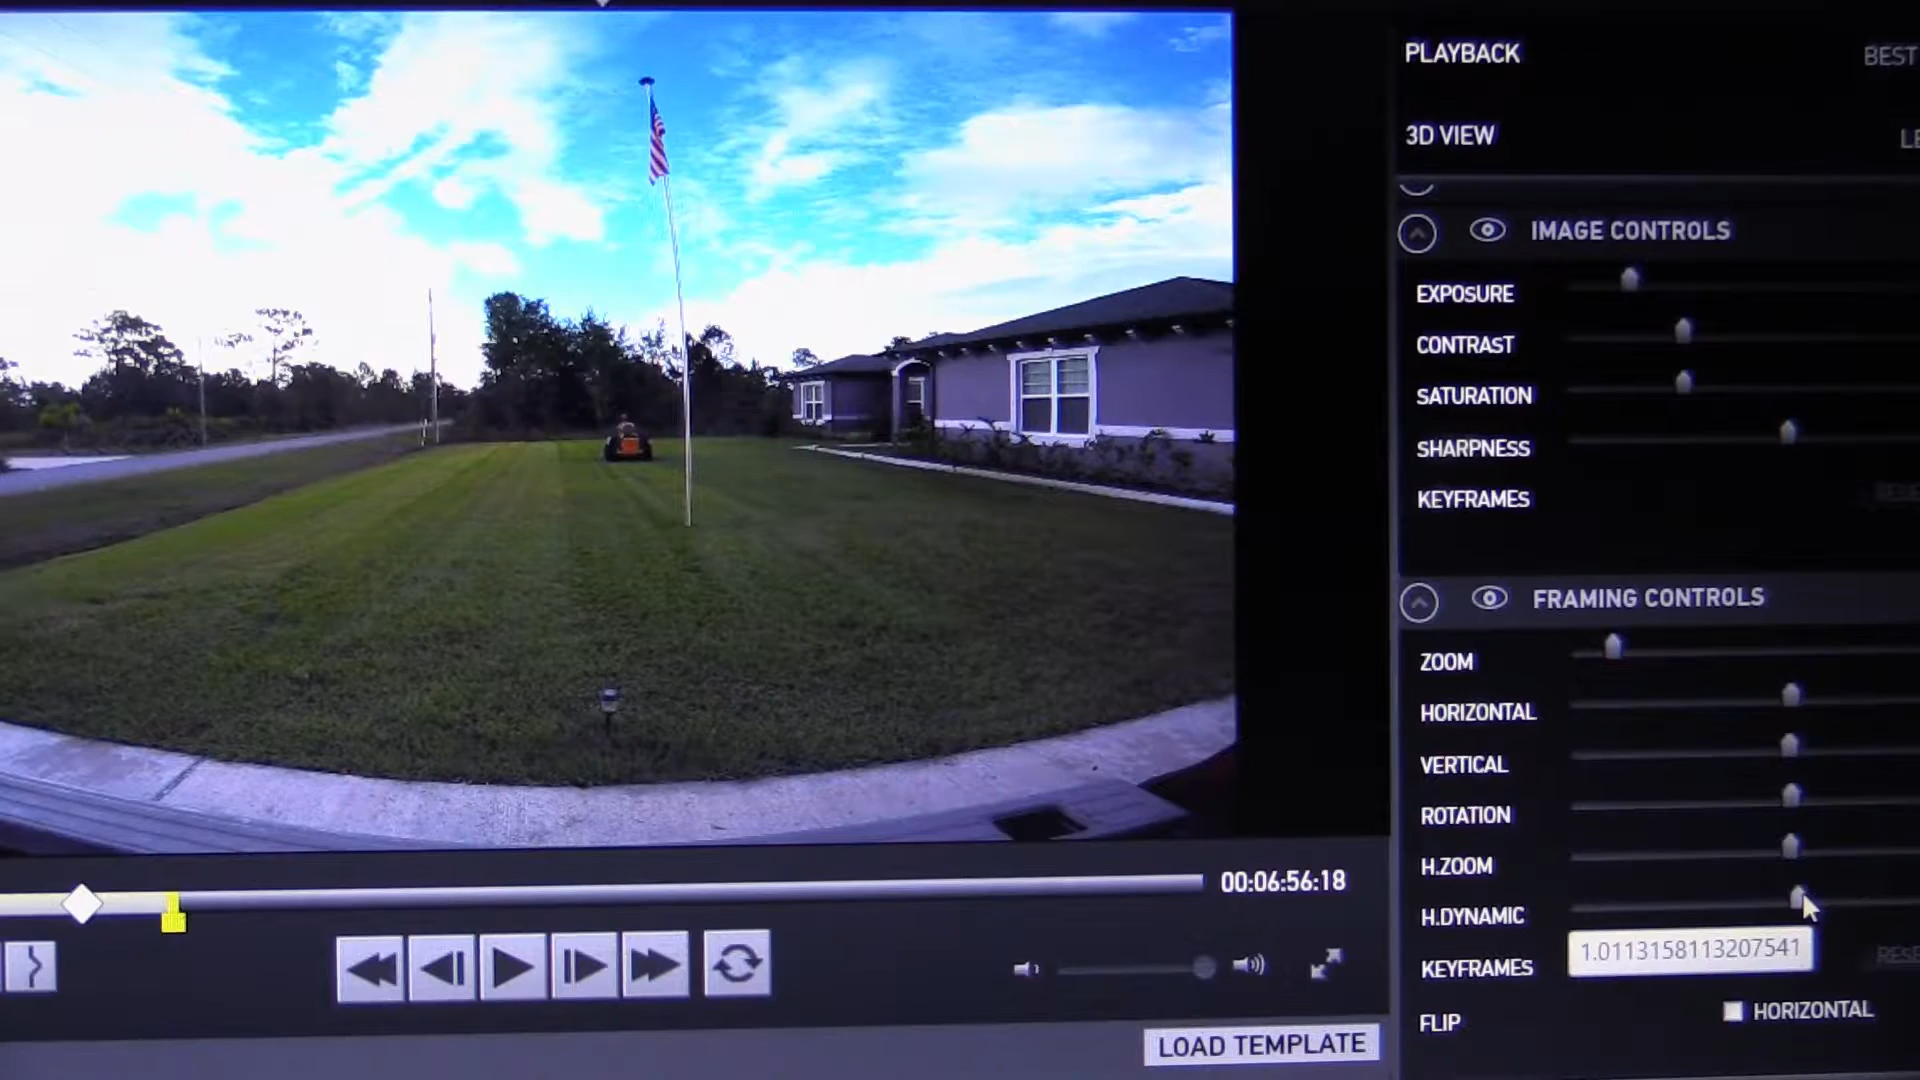 PLAYBACK
BEST
3D VIEW
IMAGE CONTROLS
EXPOSURE
CONTRAST
SATURATION
SHARPNESS
KEYFRAMES
FRAMING CONTROLS
ZOOM
HORIZONTAL
VERTICAL
ROTATION
H.ZOOM
H.DYNAMIC
1.0113158113207541
KEYFRAMES
FLIP
HORIZONTAL
00:06:56:18
LOAD TEMPLATE